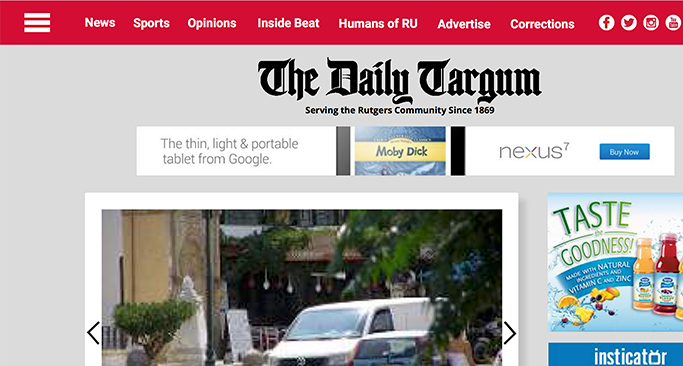 News Sports Opinions Inside Beat Humans of RU Advertise Corrections
The Daily Targum
Serving the Rutgers Community Since 1869
The thin, light & portable
tablet from Google.
Moby Dick
nexus7
Buy Now
TASTE
the
GOODNESS!
MADE WITH NATURAL
INGREDIENTS AND
VITAMIN C AND ZINC
insticator